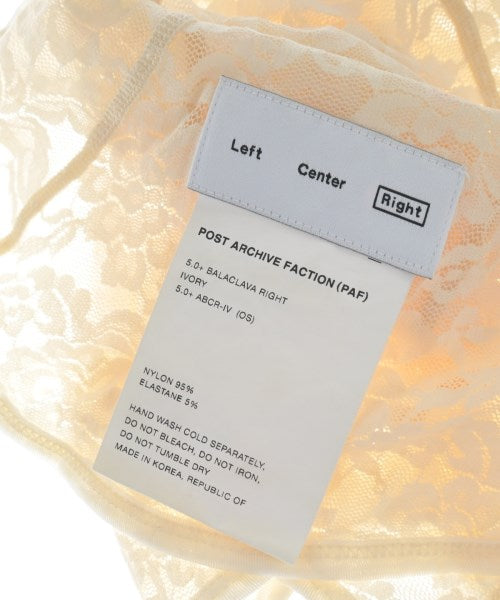 Left Center Right
POST ARCHIVE FACTION (PAF)
5.0+ BALACLAVA RIGHT
IVORY
5.0+ ABCR-IV (OS)
NYLON 95%
ELASTANE 5%
HAND WASH COLD SEPARATELY.
DO NOT BLEACH, DO NOT IRON.
DO NOT TUMBLE DRY
MADE IN KOREA, REPUBLIC OF